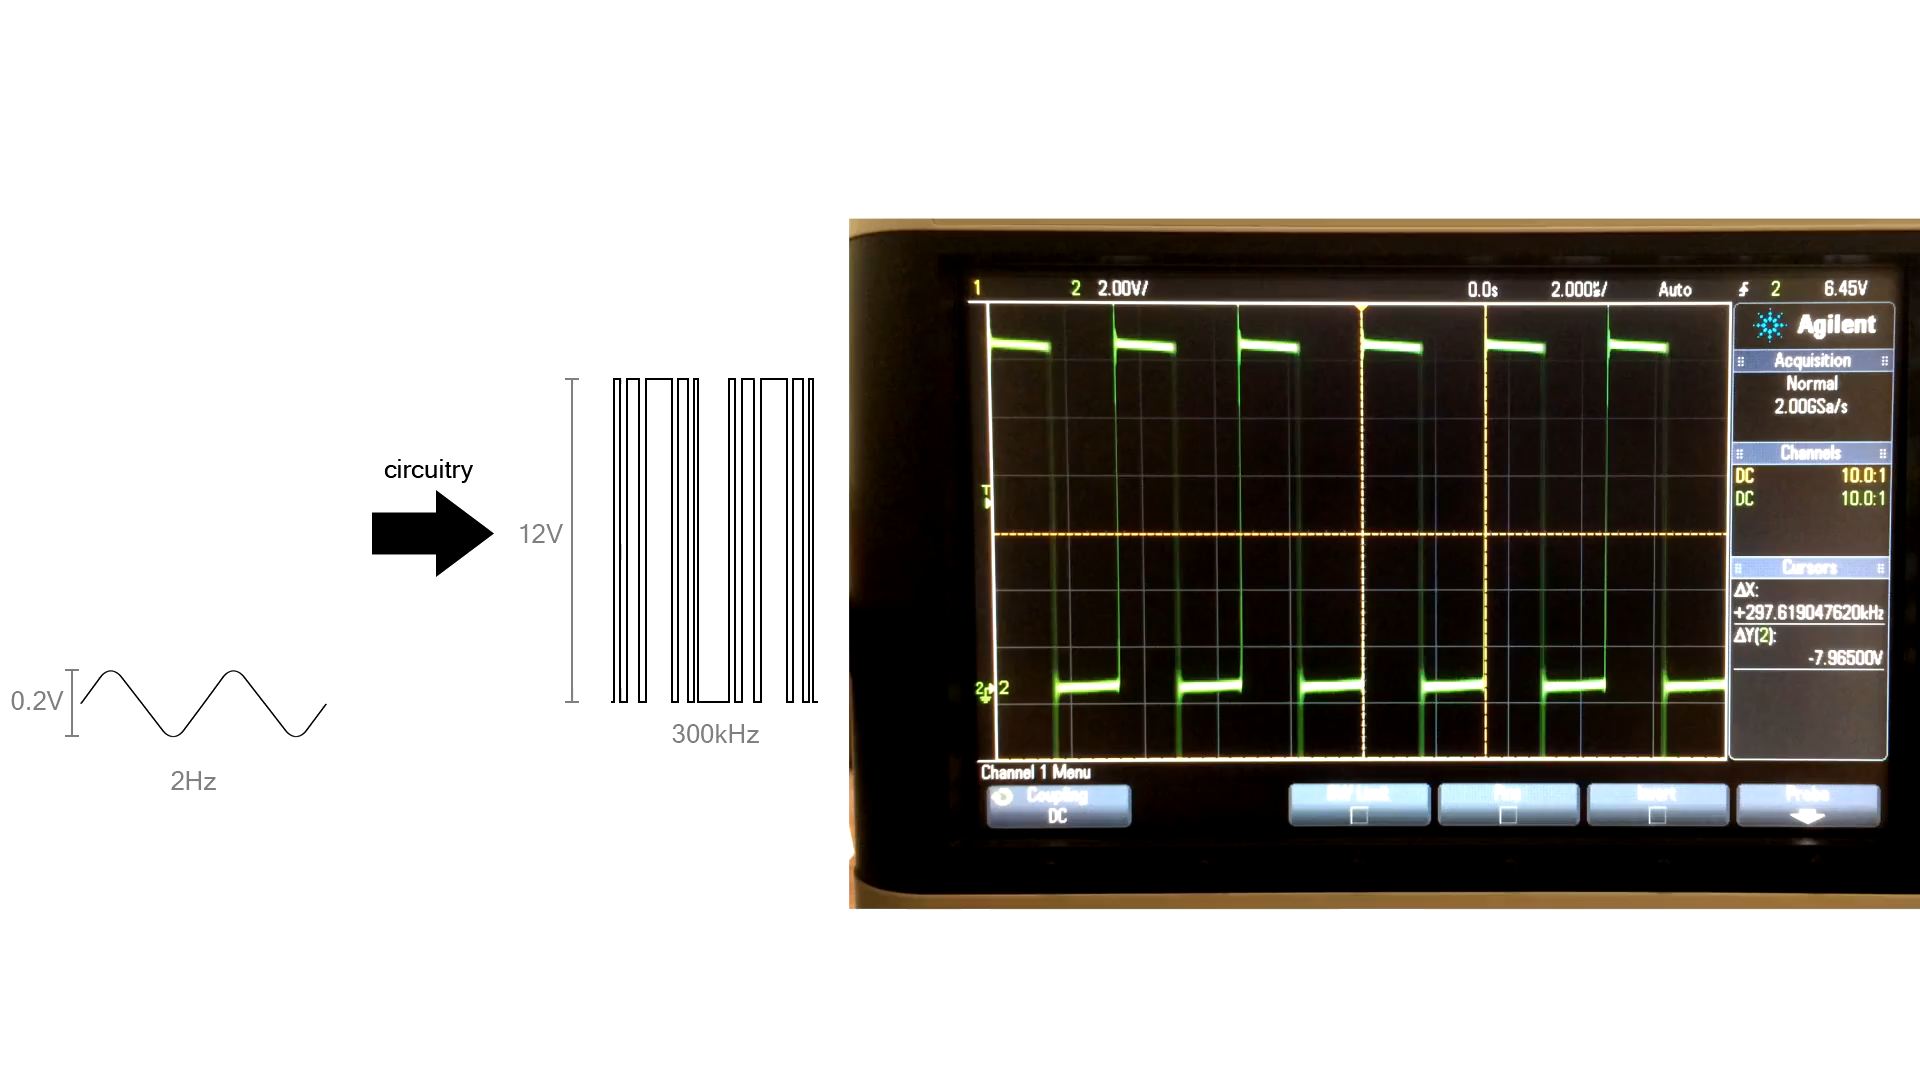 circuitry
12V
0.2V
300kHz
2Hz
1 2 2.00V/ 0.0s 2.000㎲/ Auto 2 6.45V
Agilent
Acquisition
Normal
2.00GSa/s
Channels
DC 10.0:1
DC 10.0:1
Cursors
ΔX:
+297.619047620kHz
ΔY(2):
-7.96500V
T
2 2
Channel 1 Menu
Coupling
DC
Invert
Probe